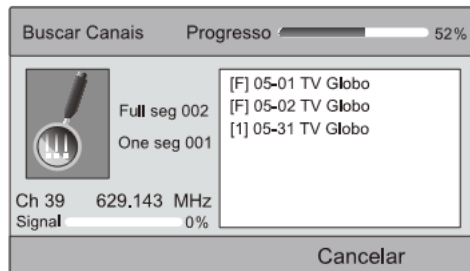 Buscar Canais Progresso 52%
Full seg 002
One seg 001
[F] 05-01 TV Globo
[F] 05-02 TV Globo
[1] 05-31 TV Globo
Ch 39 629.143 MHz
Signal 0%
Cancelar